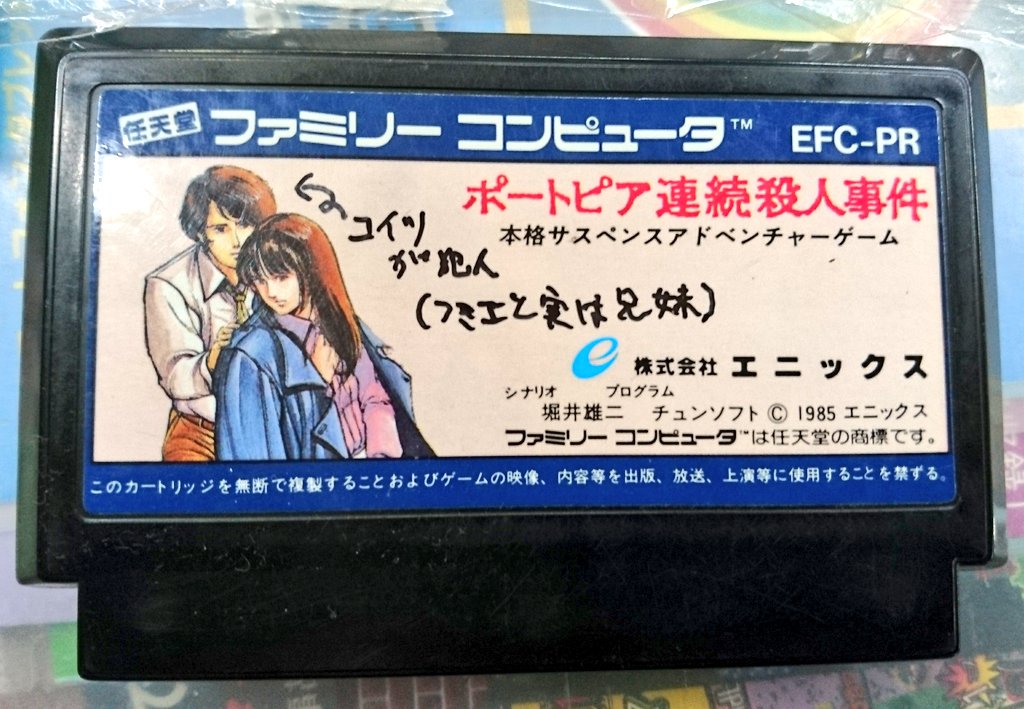 任天堂 ファミリー コンピュータ™ EFC-PR
ポートピア連続殺人事件
本格サスペンスアドベンチャーゲーム
コイツ
が犯人
(フミエと実は兄妹)
e 株式会社 エニックス
シナリオ プログラム
堀井雄二 チュンソフト © 1985 エニックス
ファミリー コンピュータ™は任天堂の商標です。
このカートリッジを無断で複製することおよびゲームの映像、内容等を出版、放送、上演等に使用することを禁ずる。